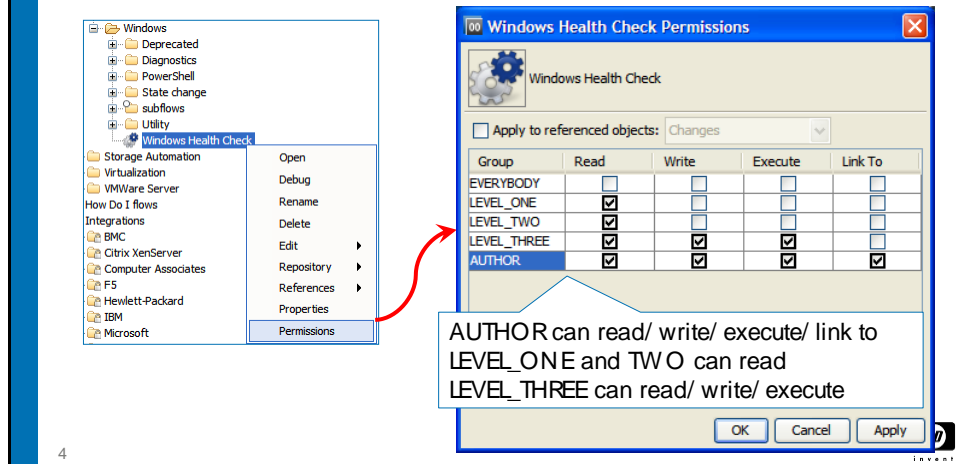 Windows
Deprecated
Diagnostics
PowerShell
State change
subflows
Utility
Windows Health Check
Storage Automation
Virtualization
VMWare Server
How Do I flows
Integrations
BMC
Citrix XenServer
Computer Associates
F5
Hewlett-Packard
IBM
Microsoft
Open
Debug
Rename
Delete
Edit
Repository
References
Properties
Permissions
Windows Health Check Permissions
Windows Health Check
Apply to referenced objects: Changes
Group Read Write Execute Link To
EVERYBODY
LEVEL_ONE
LEVEL_TWO
LEVEL_THREE
AUTHOR
AUTHOR can read/ write/ execute/ link to
LEVEL_ONE and TWO can read
LEVEL_THREE can read/ write/ execute
OK Cancel Apply
4
invent